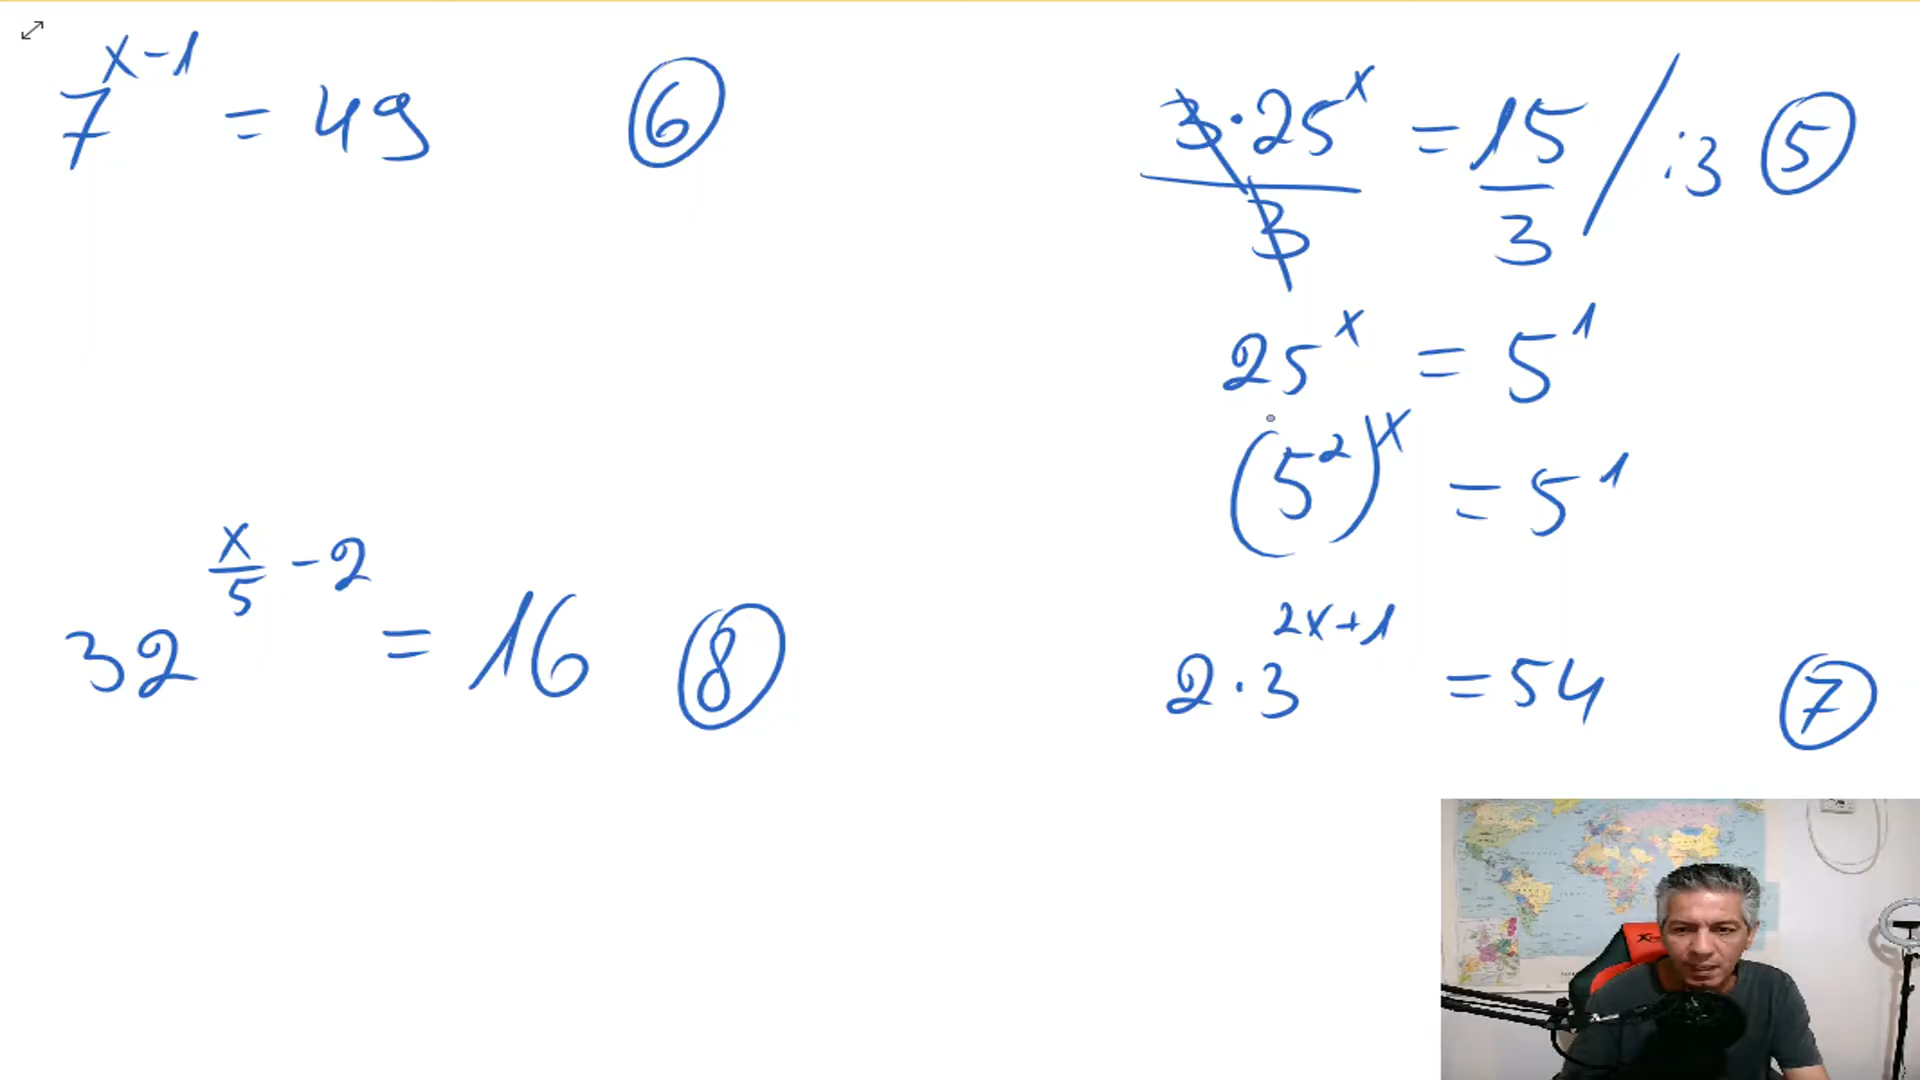 7^{x-1} = 49 ⑥
3·25^x / 3 = 15/3 / :3 ⑤
25^x = 5^1
(5^2)^x = 5^1
32^{x/5 - 2} = 16 ⑧
2·3^{2x+1} = 54 ⑦